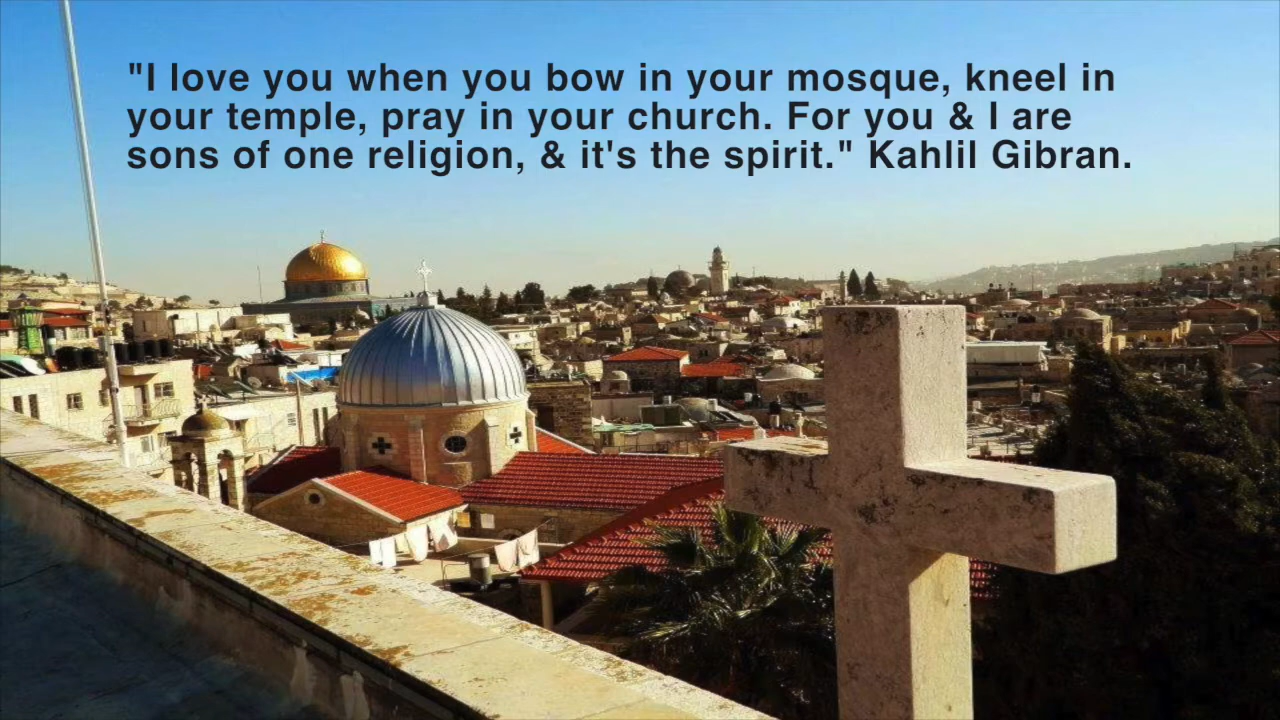 "I love you when you bow in your mosque, kneel in
your temple, pray in your church. For you & I are
sons of one religion, & it's the spirit." Kahlil Gibran.